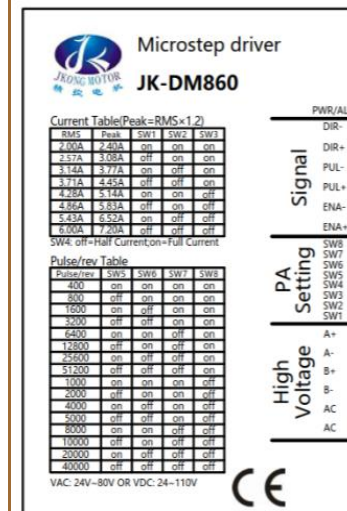 JKONG MOTOR
Microstep driver
JK-DM860
Current Table(Peak=RMS×1.2)
RMS Peak SW1 SW2 SW3
2.00A 2.40A on on on
2.57A 3.08A off on on
3.14A 3.77A on off on
3.71A 4.45A off off on
4.28A 5.14A on on off
4.86A 5.83A off on off
5.43A 6.52A on off off
6.00A 7.20A off off off
SW4: off=Half Current;on=Full Current
Pulse/rev Table
Pulse/rev SW5 SW6 SW7 SW8
400 on on on on
800 off on on on
1600 on off on on
3200 off off on on
6400 on on off on
12800 off on off on
25600 on off off on
51200 off off off on
1000 on on on off
2000 off on on off
4000 on off on off
5000 off off on off
8000 on on off off
10000 off on off off
20000 on off off off
40000 off off off off
VAC: 24V~80V OR VDC: 24~110V
CE
PWR/AL
Signal
DIR-
DIR+
PUL-
PUL+
ENA-
ENA+
PA
Setting
SW8
SW7
SW6
SW5
SW4
SW3
SW2
SW1
High
Voltage
A+
A-
B+
B-
AC
AC